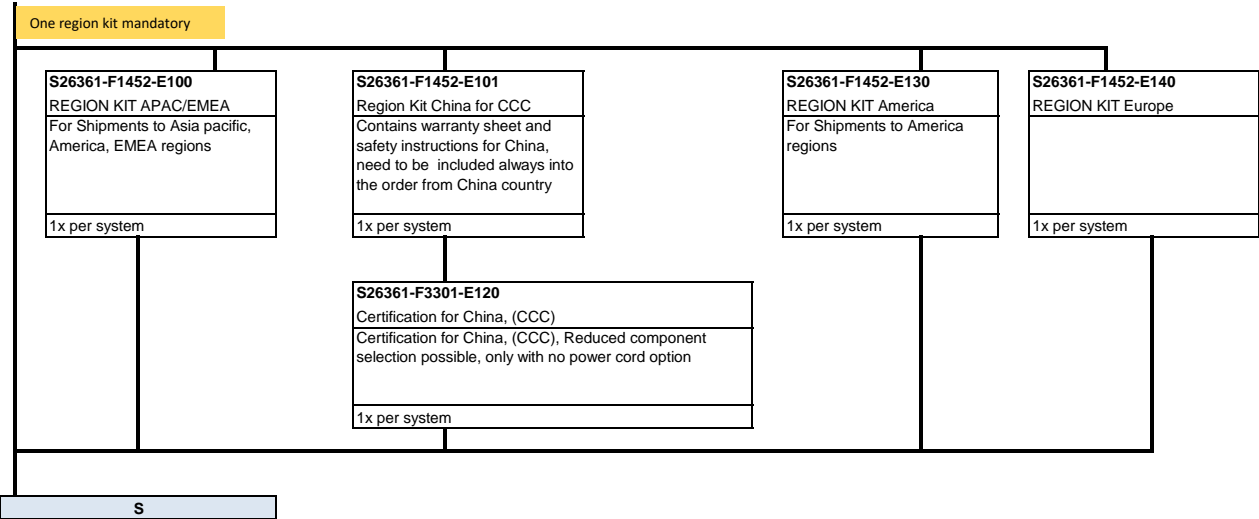 One region kit mandatory
S26361-F1452-E100
REGION KIT APAC/EMEA
For Shipments to Asia pacific,
America, EMEA regions
1x per system
S26361-F1452-E101
Region Kit China for CCC
Contains warranty sheet and
safety instructions for China,
need to be  included always into
the order from China country
1x per system
S26361-F1452-E130
REGION KIT America
For Shipments to America
regions
1x per system
S26361-F1452-E140
REGION KIT Europe
1x per system
S26361-F3301-E120
Certification for China, (CCC)
Certification for China, (CCC), Reduced component
selection possible, only with no power cord option
1x per system
S